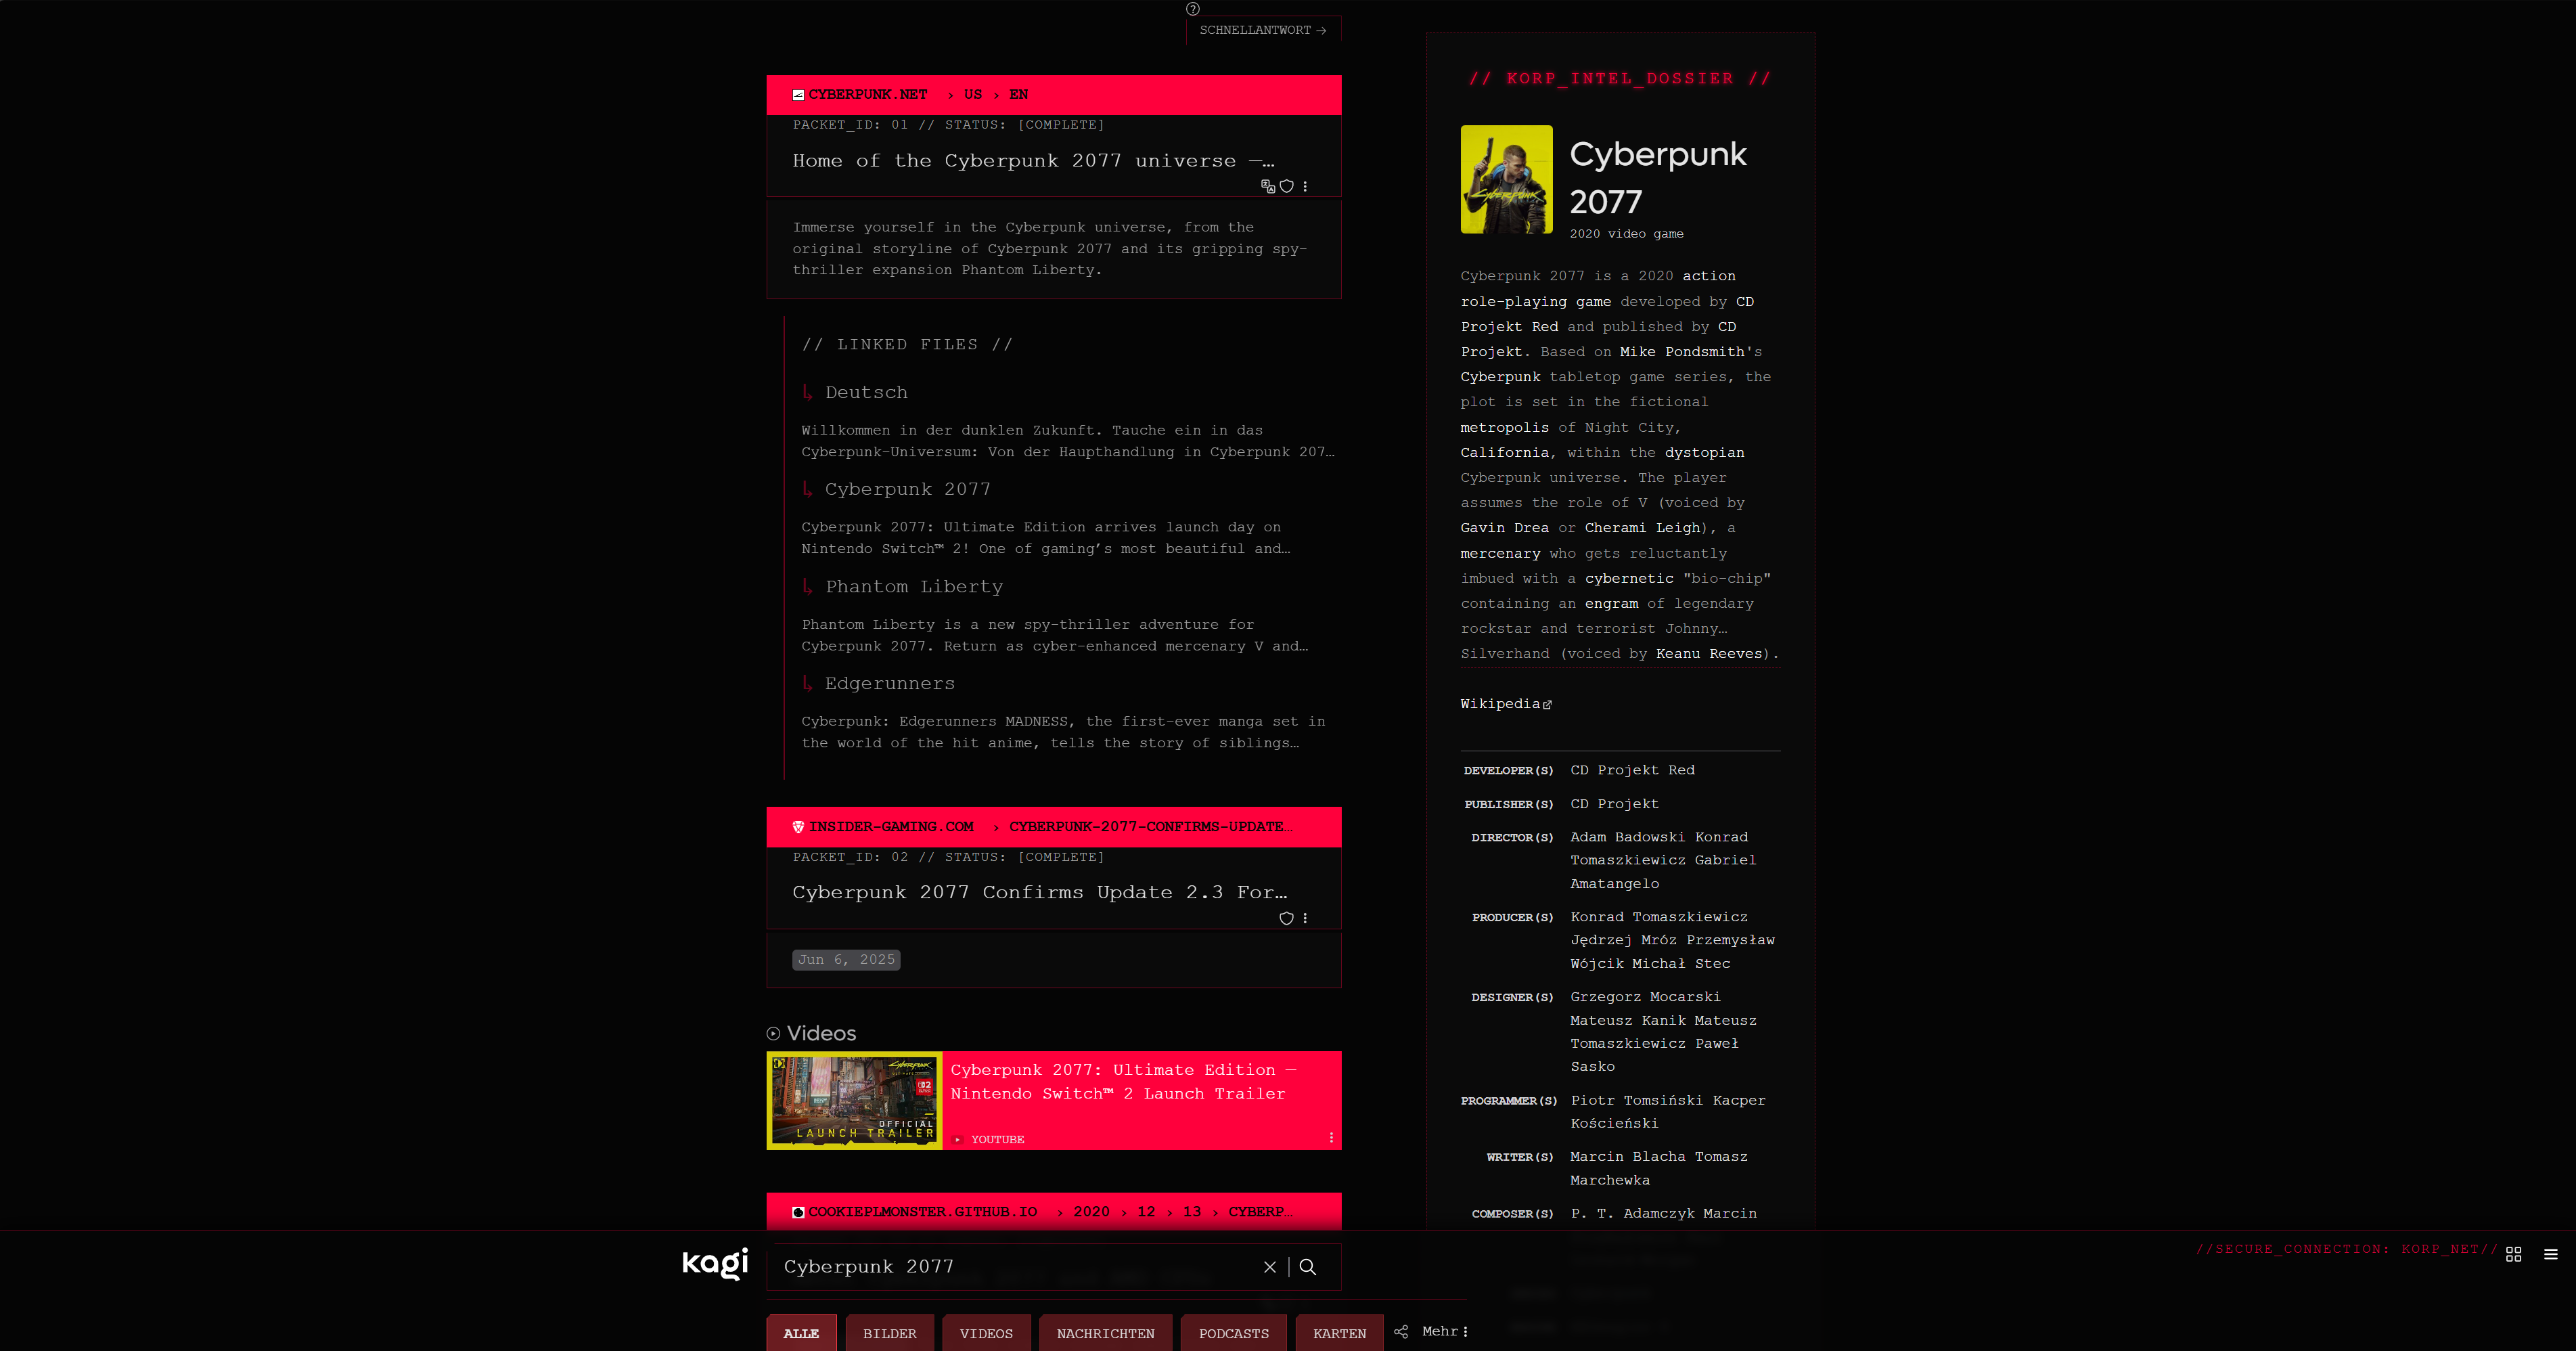 SCHNELLANTWORT →
CYBERPUNK.NET › US › EN
PACKET_ID: 01 // STATUS: [COMPLETE]
Home of the Cyberpunk 2077 universe —…
Immerse yourself in the Cyberpunk universe, from the
original storyline of Cyberpunk 2077 and its gripping spy-
thriller expansion Phantom Liberty.
// LINKED FILES //
Deutsch
Willkommen in der dunklen Zukunft. Tauche ein in das
Cyberpunk-Universum: Von der Haupthandlung in Cyberpunk 207…
Cyberpunk 2077
Cyberpunk 2077: Ultimate Edition arrives launch day on
Nintendo Switch™ 2! One of gaming’s most beautiful and…
Phantom Liberty
Phantom Liberty is a new spy-thriller adventure for
Cyberpunk 2077. Return as cyber-enhanced mercenary V and…
Edgerunners
Cyberpunk: Edgerunners MADNESS, the first-ever manga set in
the world of the hit anime, tells the story of siblings…
INSIDER-GAMING.COM › CYBERPUNK-2077-CONFIRMS-UPDATE…
PACKET_ID: 02 // STATUS: [COMPLETE]
Cyberpunk 2077 Confirms Update 2.3 For…
Jun 6, 2025
Videos
Cyberpunk
OFFICIAL
LAUNCH TRAILER
Cyberpunk 2077: Ultimate Edition —
Nintendo Switch™ 2 Launch Trailer
YOUTUBE
COOKIEPLMONSTER.GITHUB.IO › 2020 › 12 › 13 › CYBERP…
// KORP_INTEL_DOSSIER //
Cyberpunk
Cyberpunk
2077
2020 video game
Cyberpunk 2077 is a 2020 action
role-playing game developed by CD
Projekt Red and published by CD
Projekt. Based on Mike Pondsmith's
Cyberpunk tabletop game series, the
plot is set in the fictional
metropolis of Night City,
California, within the dystopian
Cyberpunk universe. The player
assumes the role of V (voiced by
Gavin Drea or Cherami Leigh), a
mercenary who gets reluctantly
imbued with a cybernetic "bio-chip"
containing an engram of legendary
rockstar and terrorist Johnny…
Silverhand (voiced by Keanu Reeves).
Wikipedia
DEVELOPER(S) CD Projekt Red
PUBLISHER(S) CD Projekt
DIRECTOR(S) Adam Badowski Konrad
Tomaszkiewicz Gabriel
Amatangelo
PRODUCER(S) Konrad Tomaszkiewicz
Jędrzej Mróz Przemysław
Wójcik Michał Stec
DESIGNER(S) Grzegorz Mocarski
Mateusz Kanik Mateusz
Tomaszkiewicz Paweł
Sasko
PROGRAMMER(S) Piotr Tomsiński Kacper
Kościeński
WRITER(S) Marcin Blacha Tomasz
Marchewka
COMPOSER(S) P. T. Adamczyk Marcin
kagi
Cyberpunk 2077
//SECURE_CONNECTION: KORP_NET//
ALLE BILDER VIDEOS NACHRICHTEN PODCASTS KARTEN Mehr